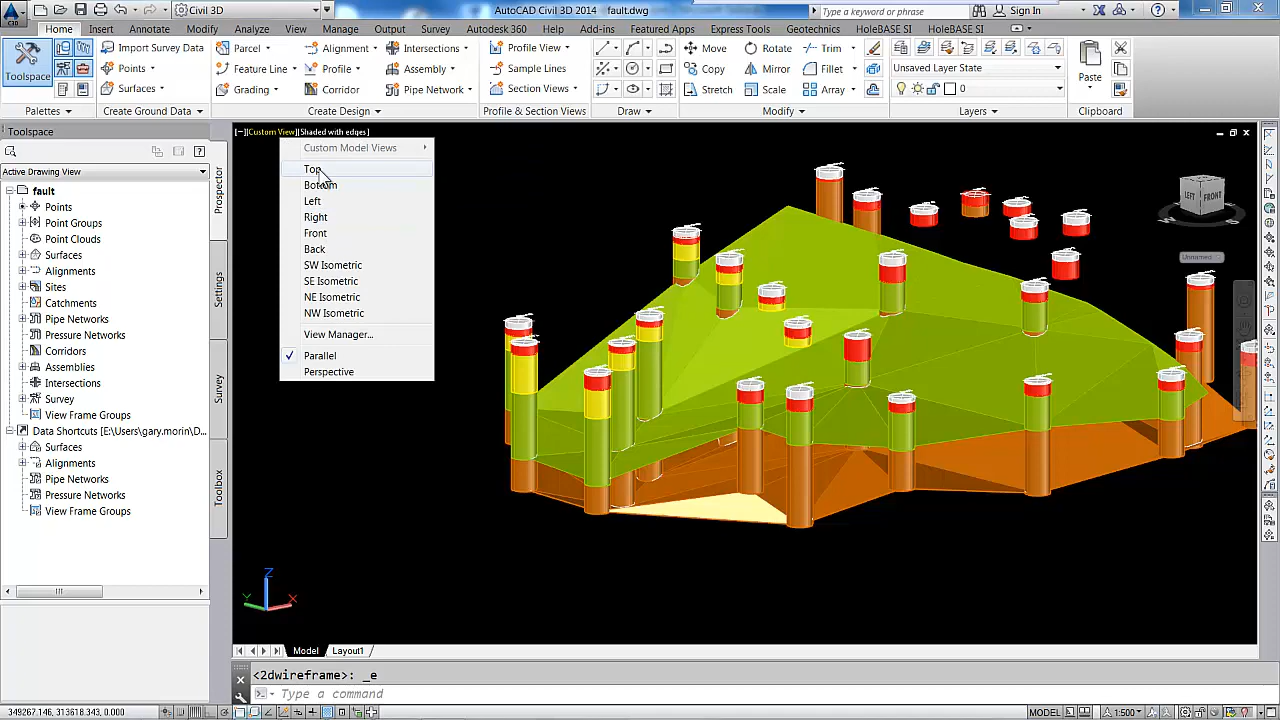 Civil 3D
AutoCAD Civil 3D 2014
fault.dwg
Type a keyword or phrase
Sign In
Home
Insert
Annotate
Modify
Analyze
View
Manage
Output
Survey
Autodesk 360
Help
Add-ins
Featured Apps
Express Tools
Geotechnics
HoleBASE SI
HoleBASE SI
Toolspace
Import Survey Data
Points
Surfaces
Parcel
Feature Line
Grading
Alignment
Profile
Corridor
Intersections
Assembly
Pipe Network
Profile View
Sample Lines
Section Views
Move
Rotate
Trim
Copy
Mirror
Fillet
Stretch
Scale
Array
Unsaved Layer State
0
Paste
Palettes
Create Ground Data
Create Design
Profile & Section Views
Draw
Modify
Layers
Clipboard
Toolspace
Active Drawing View
fault
Points
Point Groups
Point Clouds
Surfaces
Alignments
Sites
Catchments
Pipe Networks
Pressure Networks
Corridors
Assemblies
Intersections
Survey
View Frame Groups
Data Shortcuts [E:\Users\gary.morin\D...
Surfaces
Alignments
Pipe Networks
Pressure Networks
View Frame Groups
Prospector
Settings
Survey
Toolbox
[−][Custom View][Shaded with edges]
Custom Model Views
Top
Bottom
Left
Right
Front
Back
SW Isometric
SE Isometric
NE Isometric
NW Isometric
View Manager...
Parallel
Perspective
LEFT
FRONT
Unnamed
Z
Y
X
Model
Layout1
<2dwireframe>: _e
Type a command
349267.146, 313618.343, 0.000
MODEL
1:500